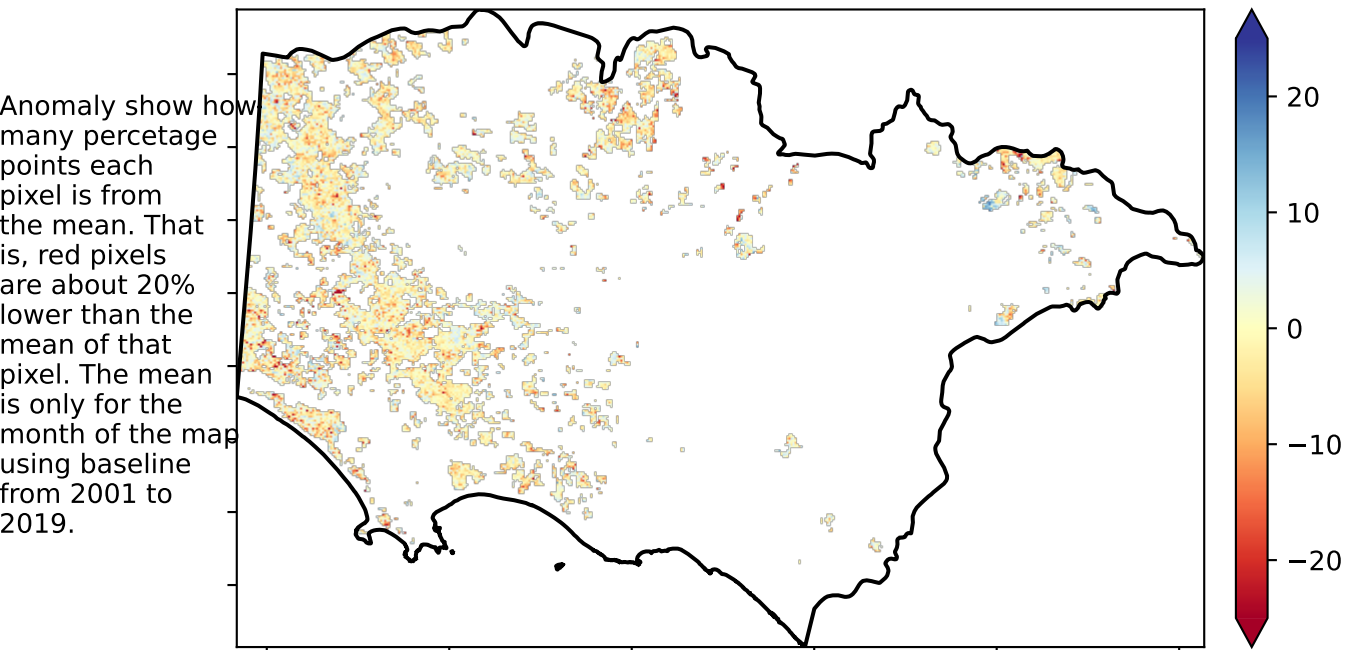 Anomaly show how
many percetage
points each
pixel is from
the mean. That
is, red pixels
are about 20%
lower than the
mean of that
pixel. The mean
is only for the
month of the map
using baseline
from 2001 to
2019.
20
10
0
−10
−20